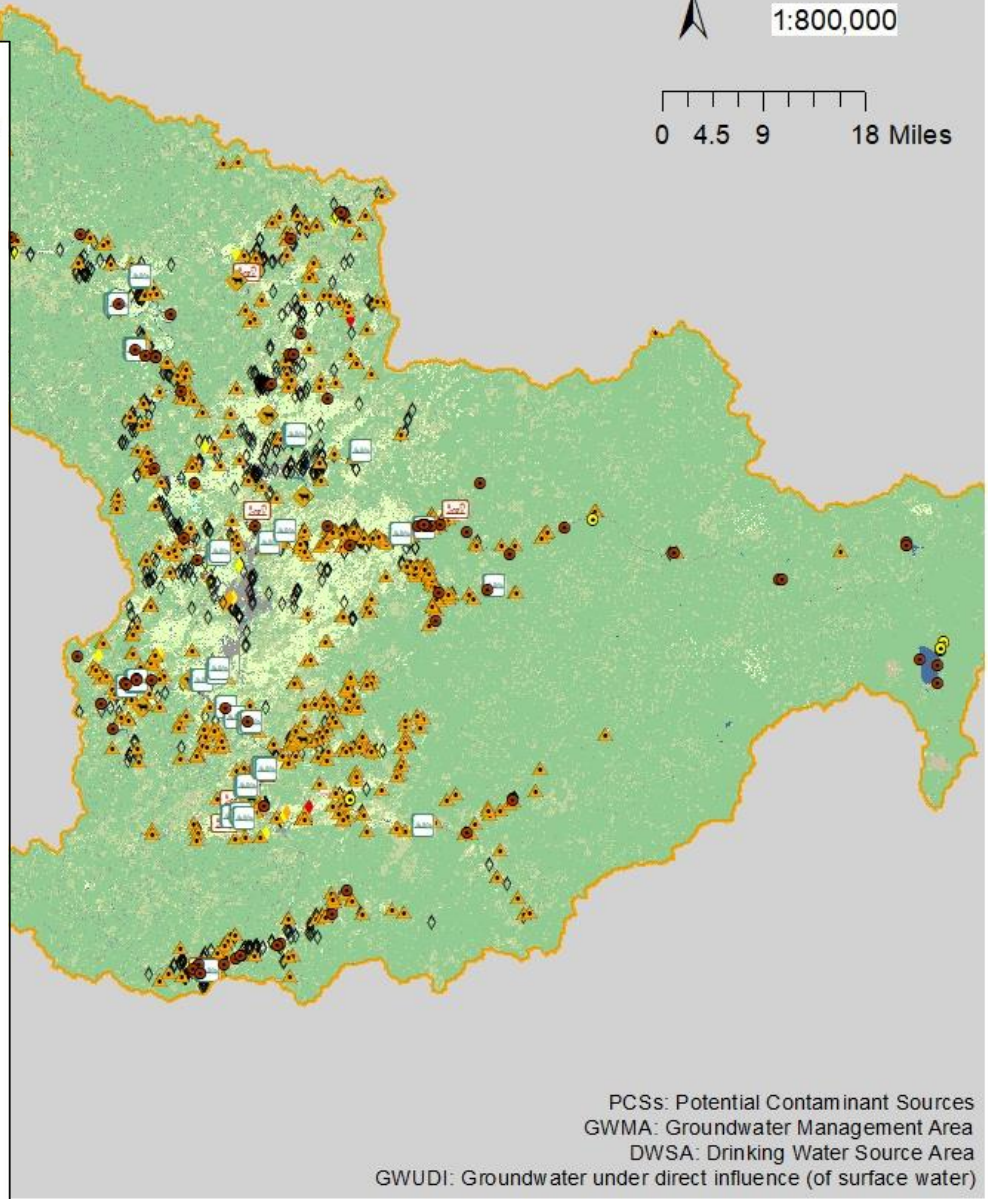 1:800,000
0 4.5 9 18 Miles
PCSs: Potential Contaminant Sources
GWMA: Groundwater Management Area
DWSA: Drinking Water Source Area
GWUDI: Groundwater under direct influence (of surface water)